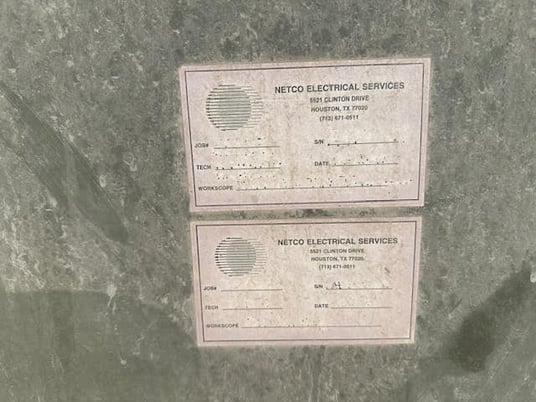 NETCO ELECTRICAL SERVICES
5521 CLINTON DRIVE
HOUSTON, TX 77020
(713) 671-0511
JOB# S/N
TECH DATE
WORKSCOPE
NETCO ELECTRICAL SERVICES
5521 CLINTON DRIVE
HOUSTON, TX 77020
(713) 671-0511
JOB# S/N
TECH DATE
WORKSCOPE